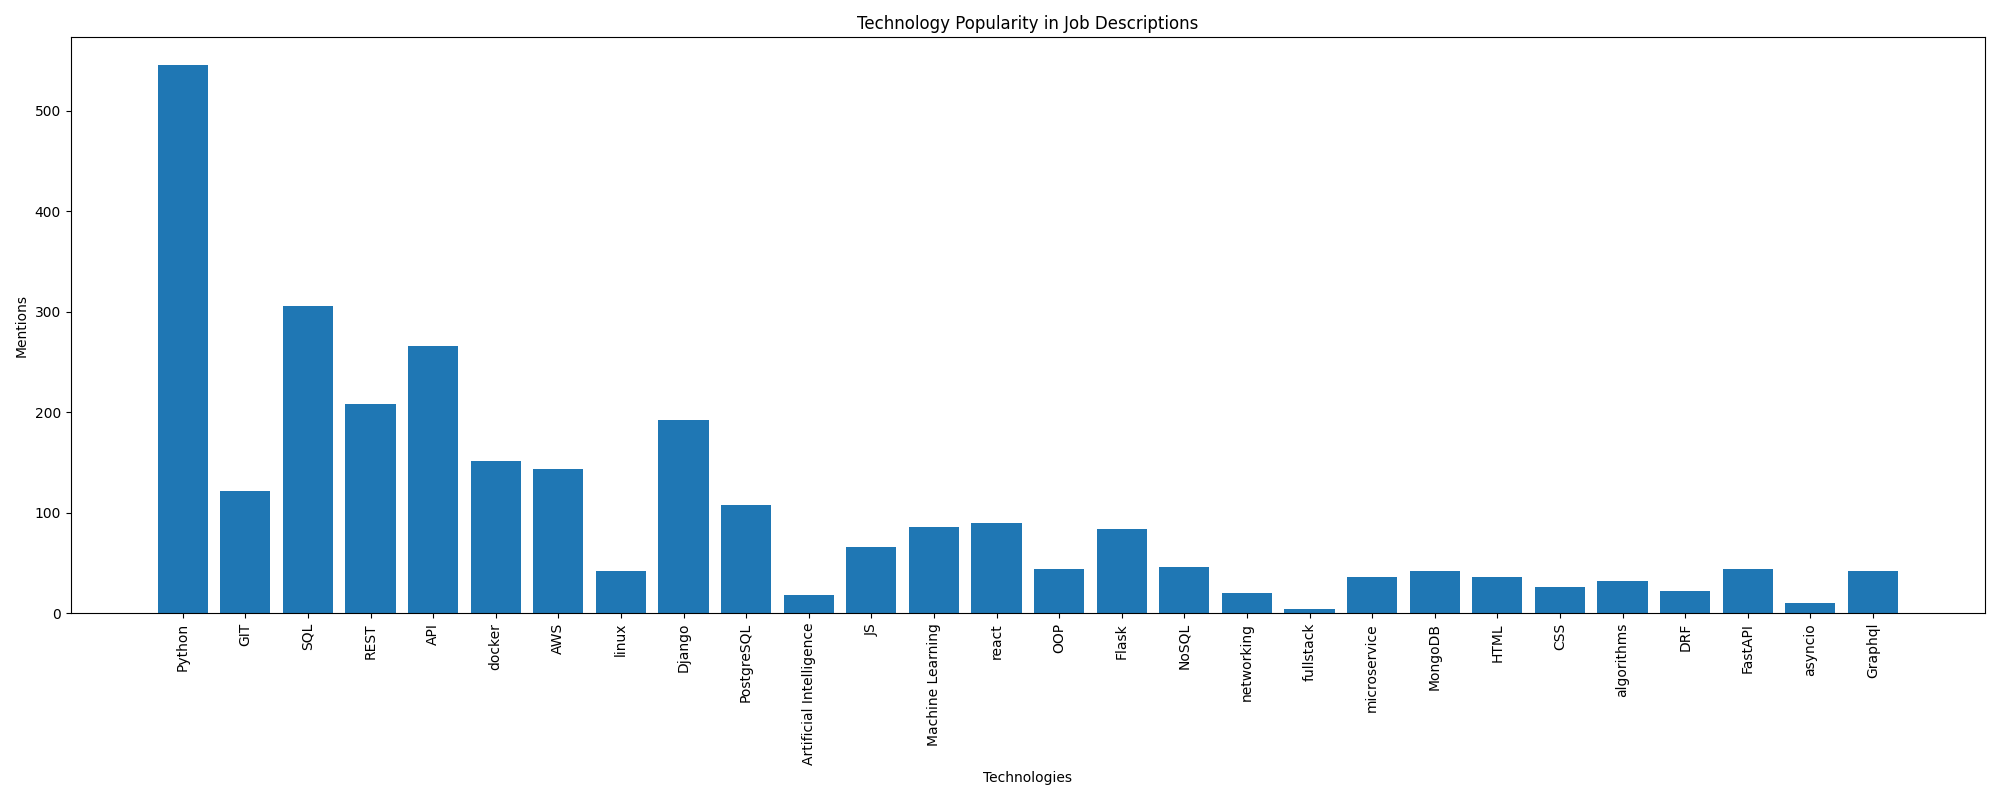 Technology Popularity in Job Descriptions
Mentions
500
400
300
200
100
0
Python
GIT
SQL
REST
API
docker
AWS
linux
Django
PostgreSQL
Artificial Intelligence
JS
Machine Learning
react
OOP
Flask
NoSQL
networking
fullstack
microservice
MongoDB
HTML
CSS
algorithms
DRF
FastAPI
asyncio
Graphql
Technologies